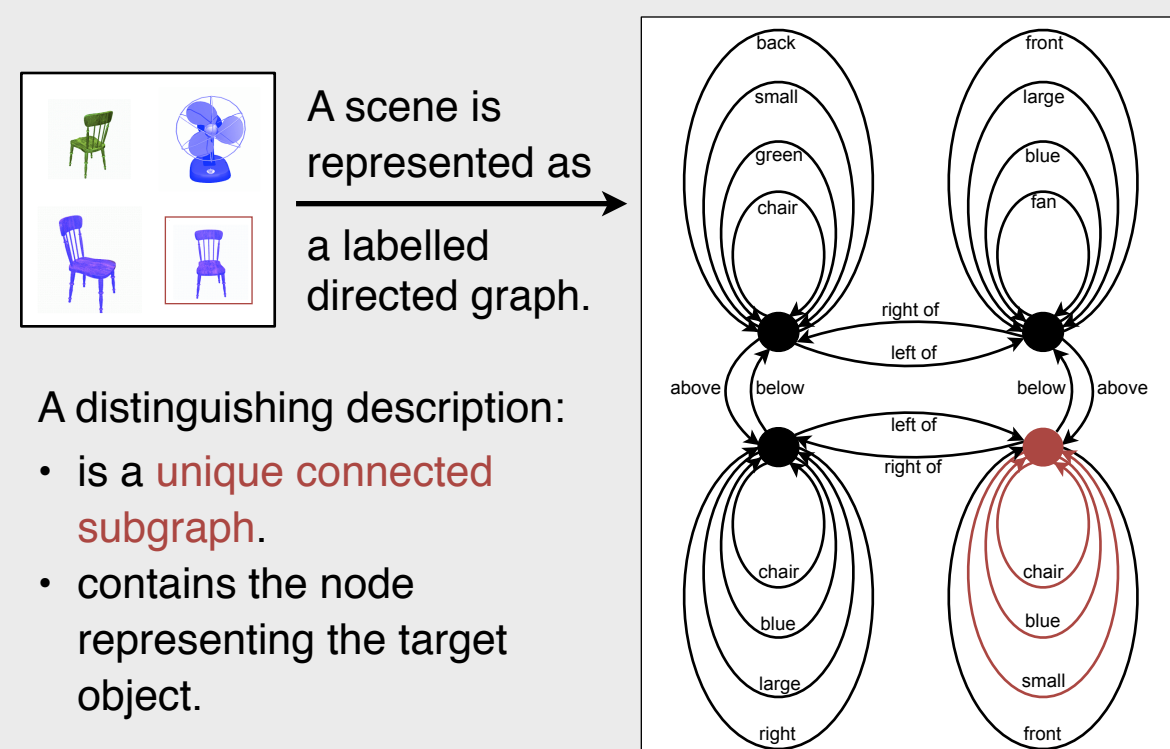 A scene is
represented as
a labelled
directed graph.
A distinguishing description:
• is a unique connected
subgraph.
• contains the node
representing the target
object.
back
front
small
large
green
blue
chair
fan
right of
left of
above
below
below
above
left of
right of
chair
chair
blue
blue
large
small
right
front